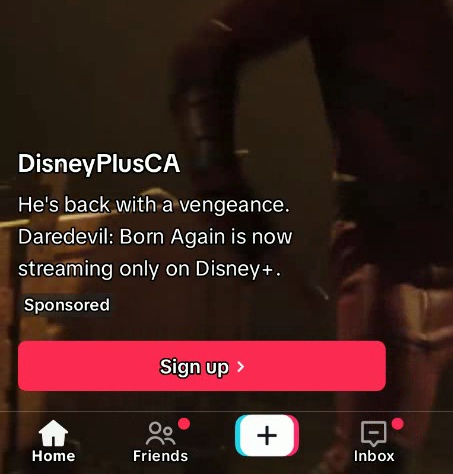 DisneyPlusCA
He's back with a vengeance.
Daredevil: Born Again is now
streaming only on Disney+.
Sponsored
Sign up >
Home
Friends
Inbox